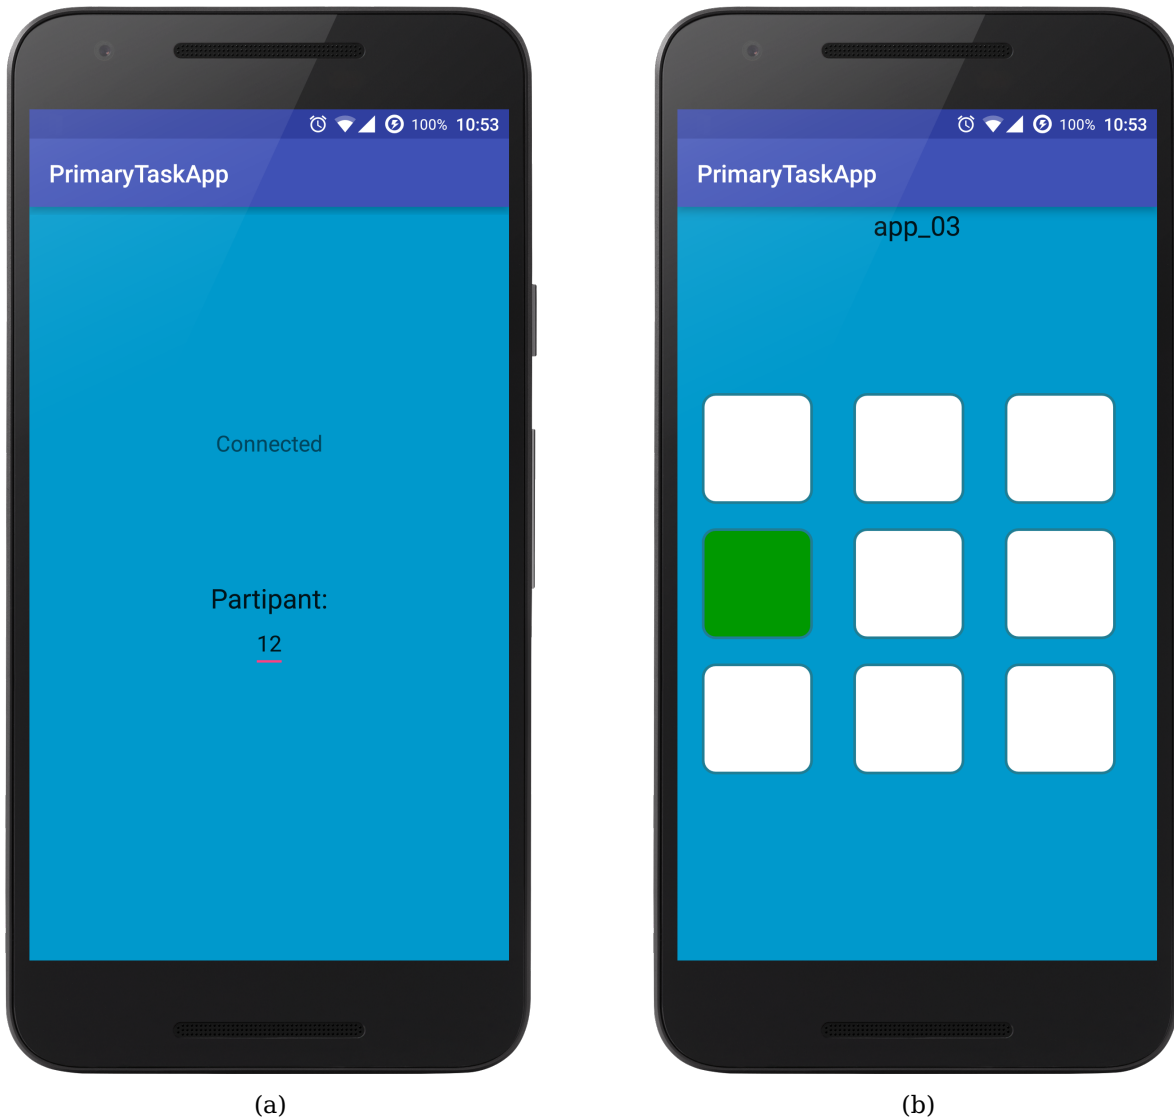 100% 10:53
PrimaryTaskApp
Connected
Partipant:
12
(a)
100% 10:53
PrimaryTaskApp
app_03
(b)